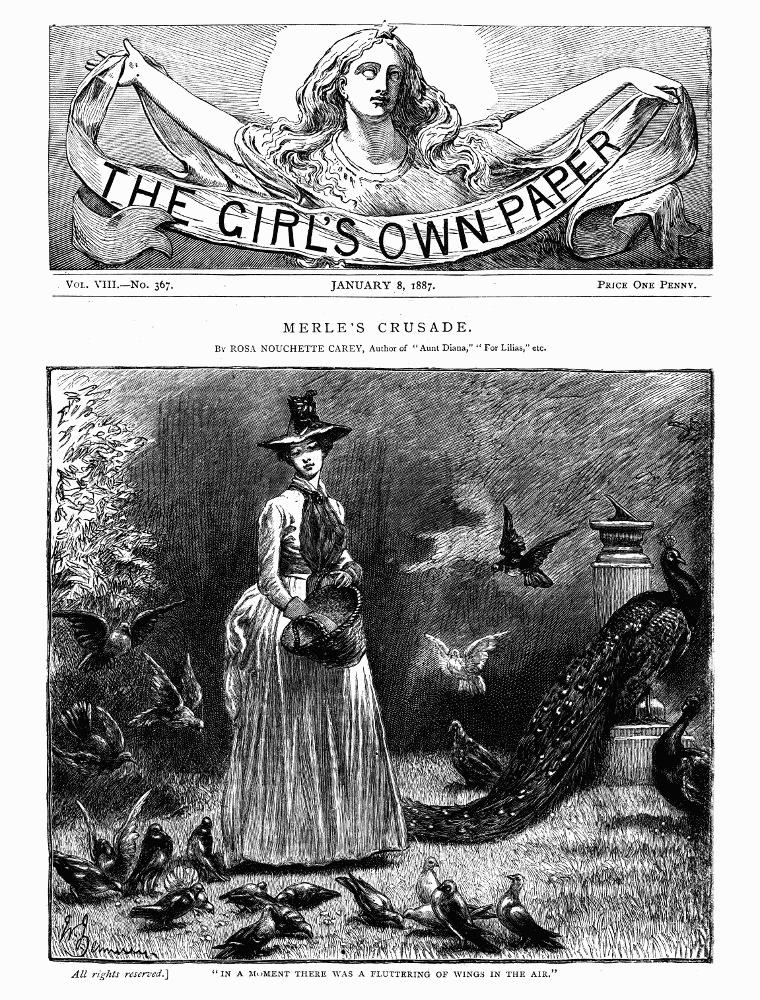 THE GIRL'S OWN PAPER
VOL. VIII.—NO. 367. JANUARY 8, 1887. PRICE ONE PENNY.
MERLE'S CRUSADE.
BY ROSA NOUCHETTE CAREY, Author of "Aunt Diana," "For Lilias," etc.
All rights reserved.] "IN A MOMENT THERE WAS A FLUTTERING OF WINGS IN THE AIR."